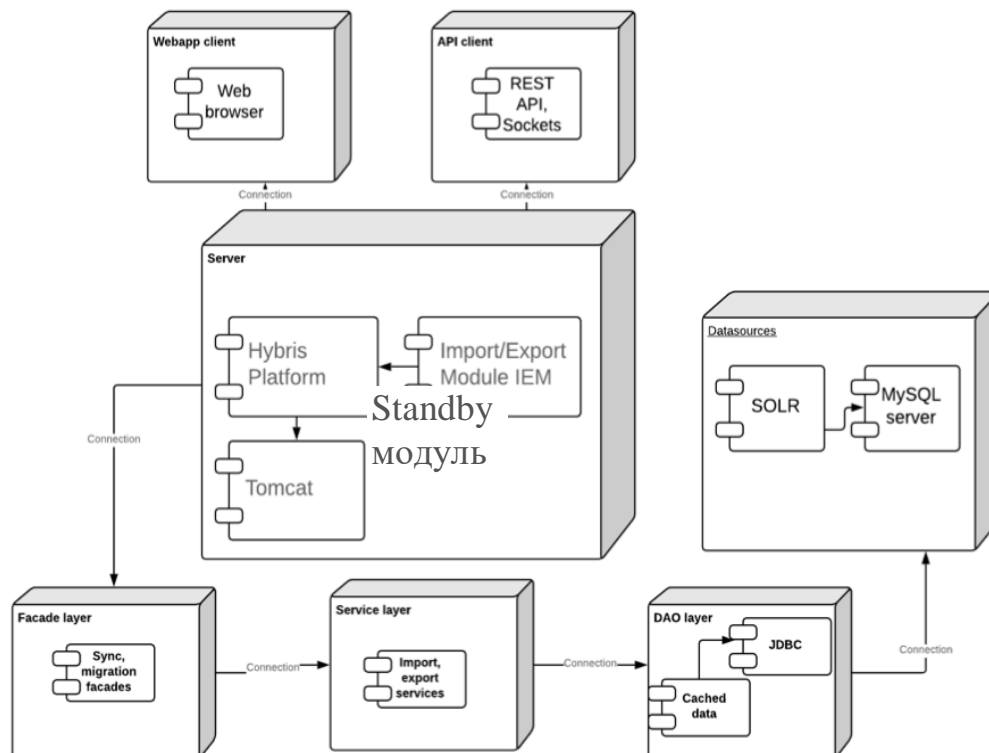 Webapp client
Web
browser
API client
REST
API,
Sockets
Connection
Connection
Server
Hybris
Platform
Import/Export
Module IEM
Standby
модуль
Tomcat
Datasources
SOLR
MySQL
server
Connection
Facade layer
Sync,
migration
facades
Connection
Service layer
Import,
export
services
Connection
DAO layer
JDBC
Cached
data
Connection